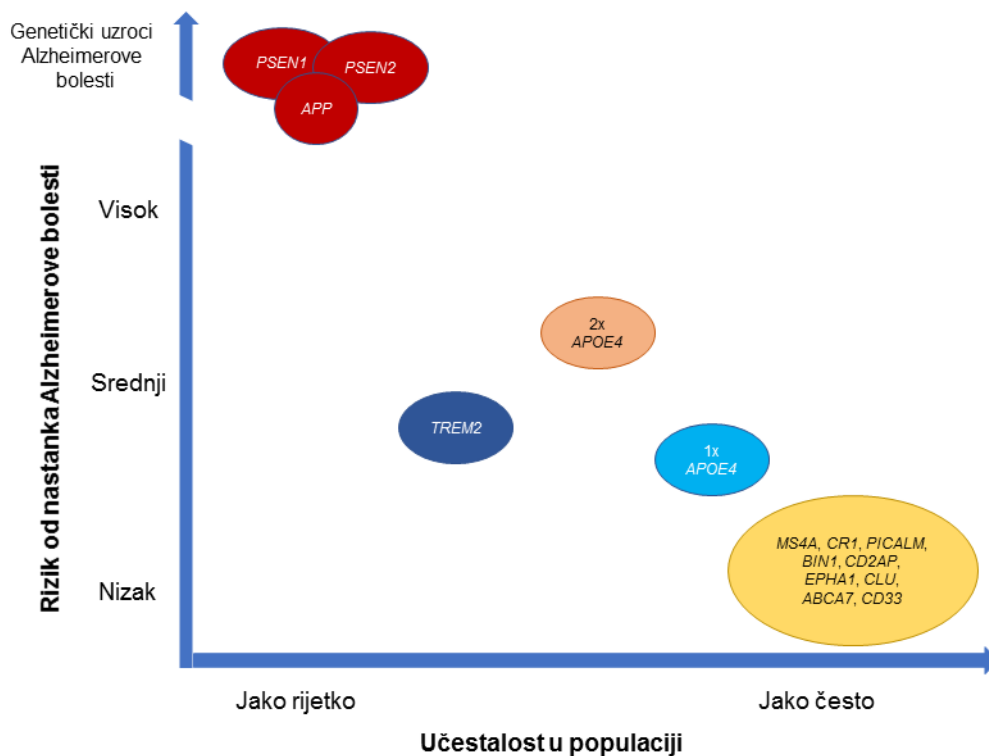 Genetički uzroci
Alzheimerove
bolesti
PSEN1
PSEN2
APP
Rizik od nastanka Alzheimerove bolesti
Visok
Srednji
Nizak
2x
APOE4
TREM2
1x
APOE4
MS4A, CR1, PICALM,
BIN1, CD2AP,
EPHA1, CLU,
ABCA7, CD33
Jako rijetko
Jako često
Učestalost u populaciji